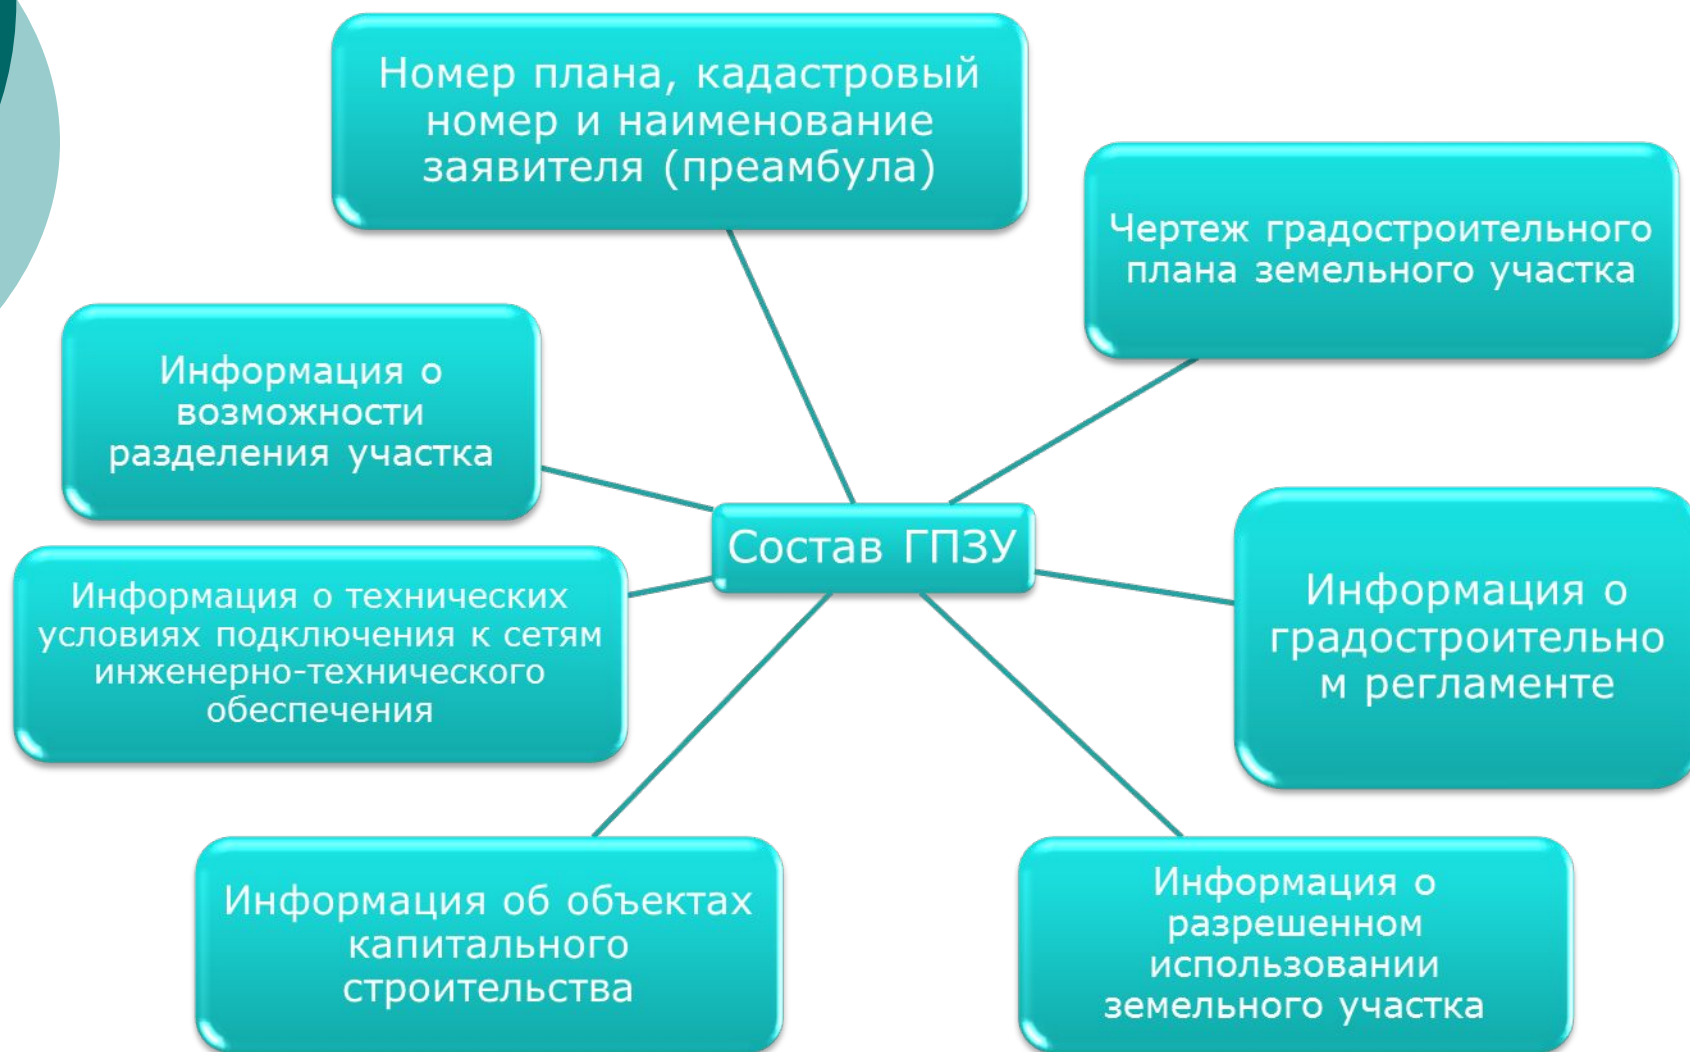 Номер плана, кадастровый
номер и наименование
заявителя (преамбула)
Чертеж градостроительного
плана земельного участка
Информация о
возможности
разделения участка
Состав ГПЗУ
Информация о
градостроительно
м регламенте
Информация о технических
условиях подключения к сетям
инженерно-технического
обеспечения
Информация об объектах
капитального
строительства
Информация о
разрешенном
использовании
земельного участка